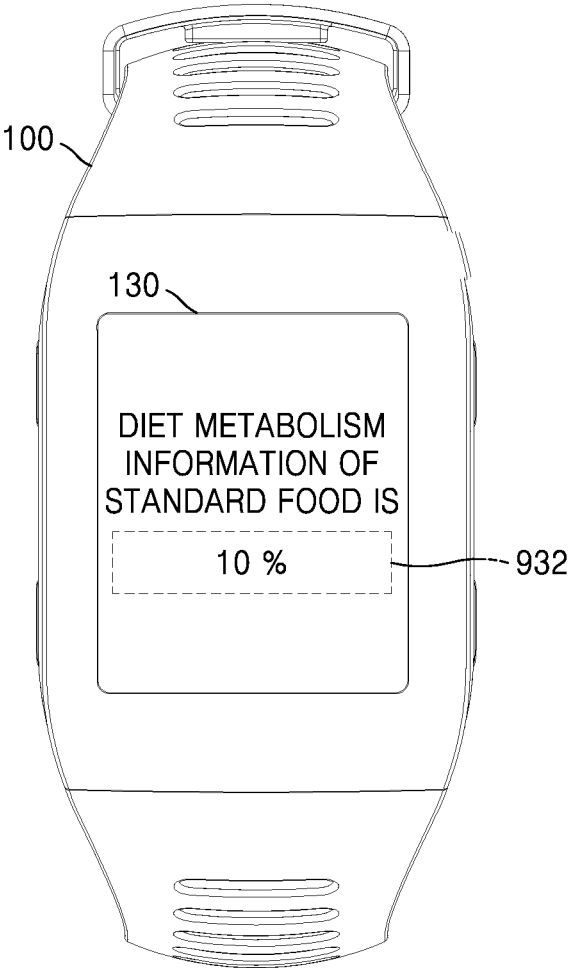 100
130
DIET METABOLISM
INFORMATION OF
STANDARD FOOD IS
10 %
932